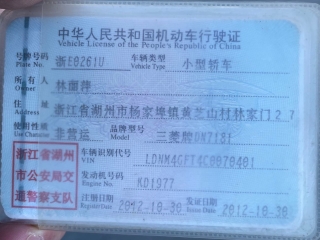 中华人民共和国机动车行驶证
Vehicle License of the People's Republic of China
号牌号码 浙E0261U 车辆类型 小型轿车
Plate No. Vehicle Type
所有人 林丽萍
Owner
住址 浙江省湖州市杨家埠镇黄芝山村林家门27
Address
使用性质 非营运 品牌型号 三菱牌DN7181
Use Character Model
浙江省湖州市公安局交通警察支队
车辆识别代号
VIN LDNM4GFT4C0070401
发动机号码
Engine No. K01977
注册日期 2012-10-30 发证日期 2012-10-30
Register Date Issue Date